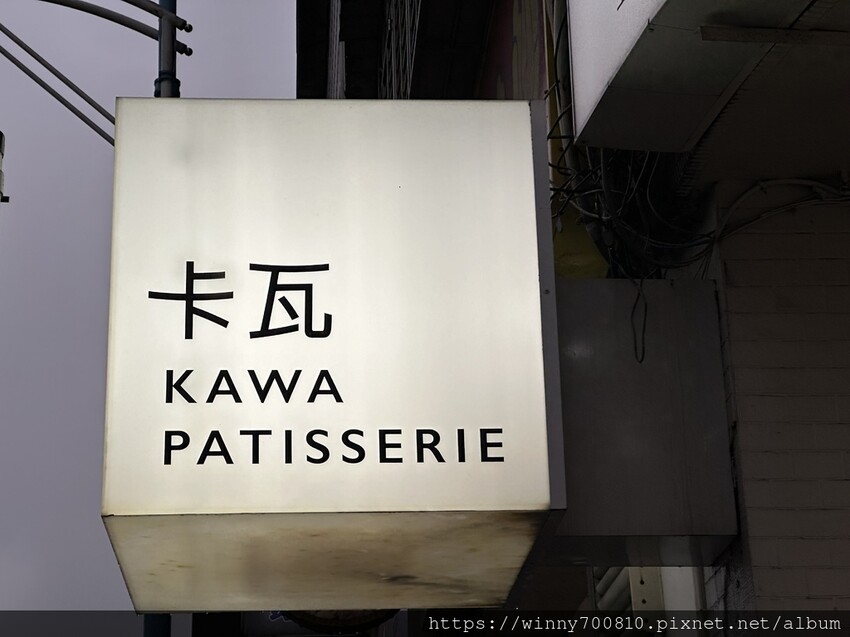 卡瓦
KAWA
PATISSERIE
https://winny700810.pixnet.net/album